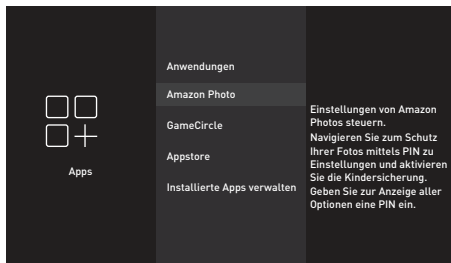 Apps
Anwendungen
Amazon Photo
GameCircle
Appstore
Installierte Apps verwalten
Einstellungen von Amazon
Photos steuern.
Navigieren Sie zum Schutz
Ihrer Fotos mittels PIN zu
Einstellungen und aktivieren
Sie die Kindersicherung.
Geben Sie zur Anzeige aller
Optionen eine PIN ein.